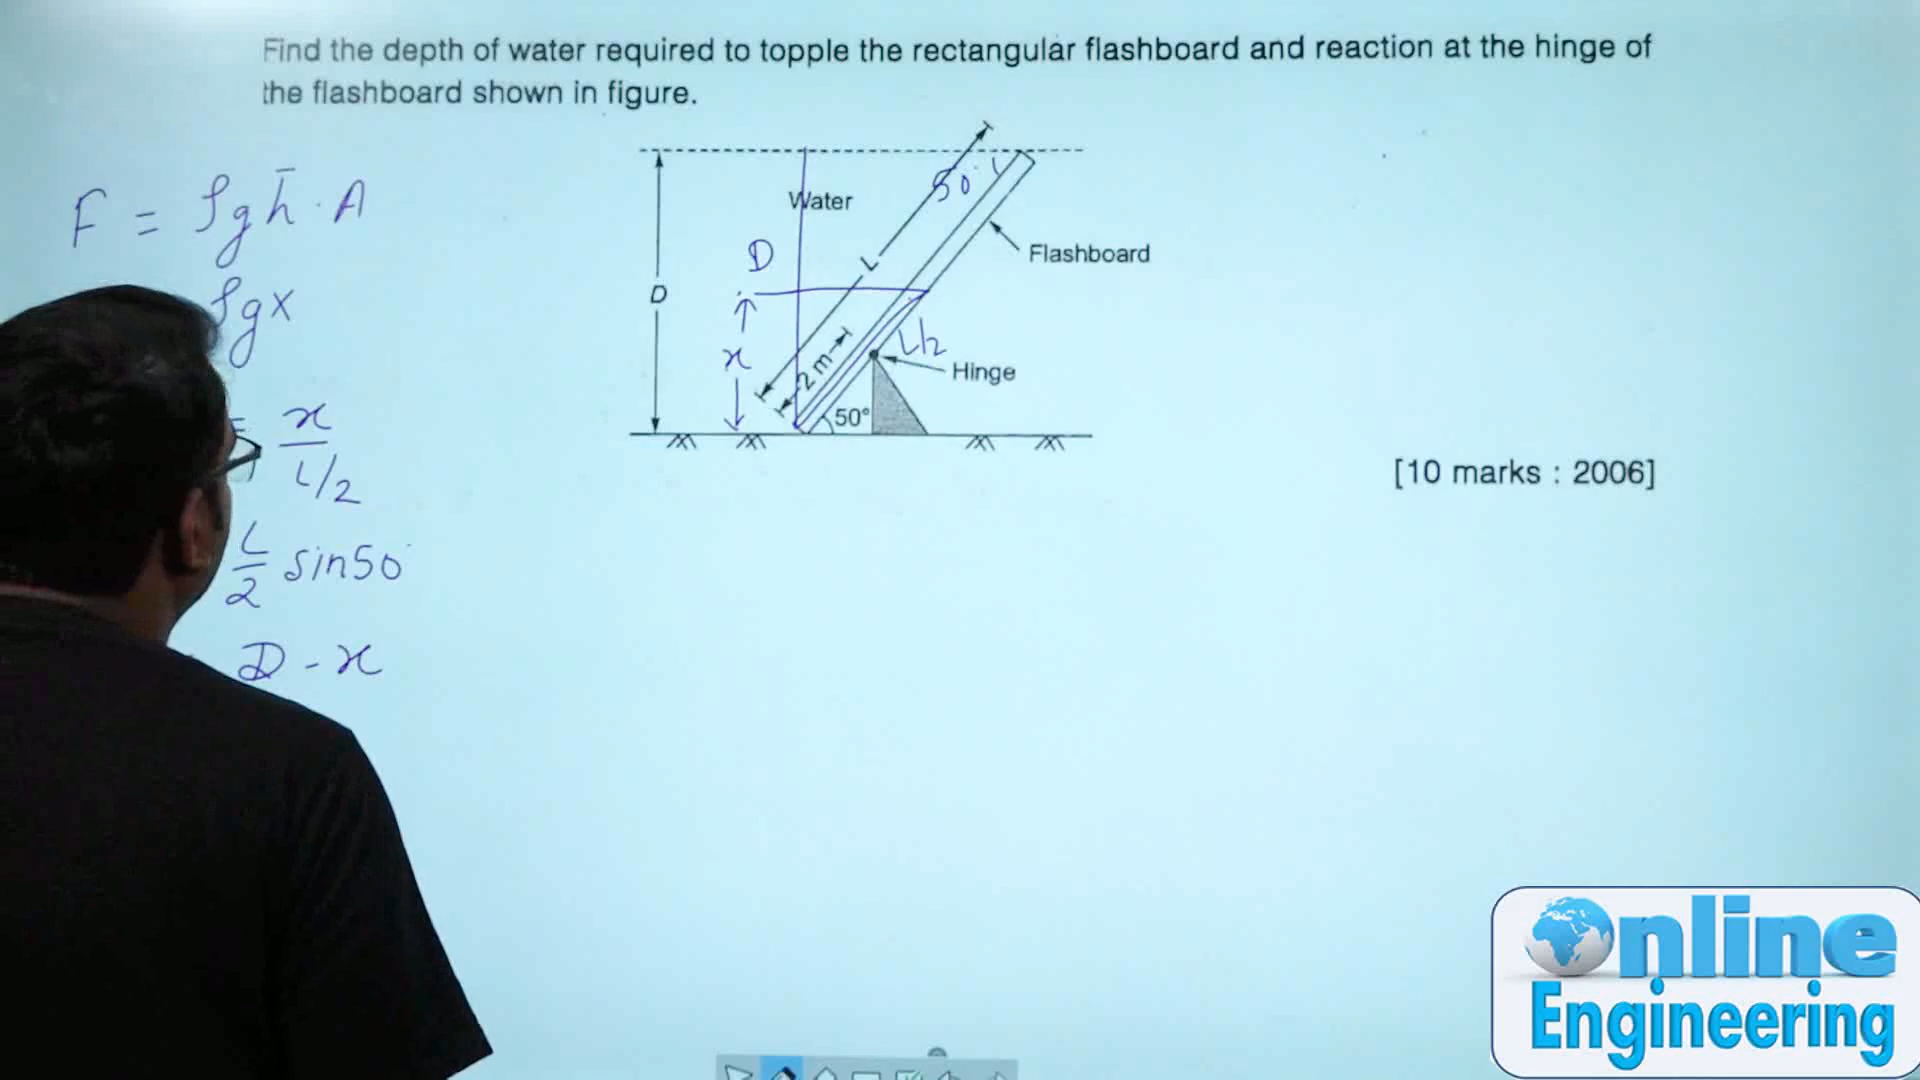 Find the depth of water required to topple the rectangular flashboard and reaction at the hinge of
the flashboard shown in figure.
F = ρgh̄ · A
ρgx
= x / L/2
L/2 sin50°
D - x
D
Water
D
x
L
50°
2 m
L/2
50°
Flashboard
Hinge
[10 marks : 2006]
Online
Engineering